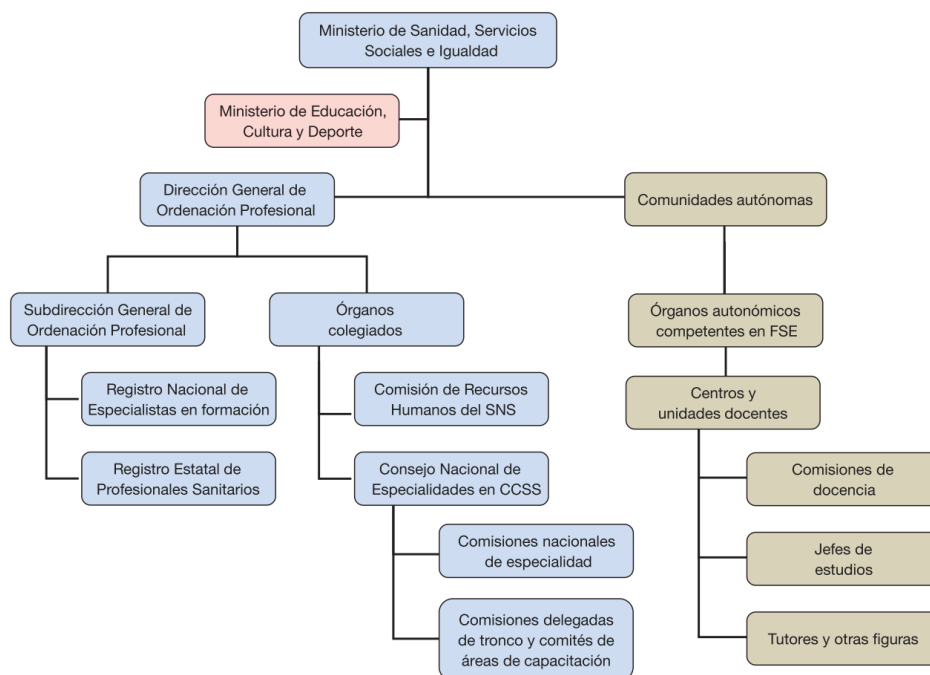 Ministerio de Sanidad, Servicios
Sociales e Igualdad
Ministerio de Educación,
Cultura y Deporte
Dirección General de
Ordenación Profesional
Comunidades autónomas
Subdirección General de
Ordenación Profesional
Órganos
colegiados
Órganos autonómicos
competentes en FSE
Registro Nacional de
Especialistas en formación
Comisión de Recursos
Humanos del SNS
Centros y
unidades docentes
Registro Estatal de
Profesionales Sanitarios
Consejo Nacional de
Especialidades en CCSS
Comisiones de
docencia
Comisiones nacionales
de especialidad
Jefes de
estudios
Comisiones delegadas
de tronco y comités de
áreas de capacitación
Tutores y otras figuras